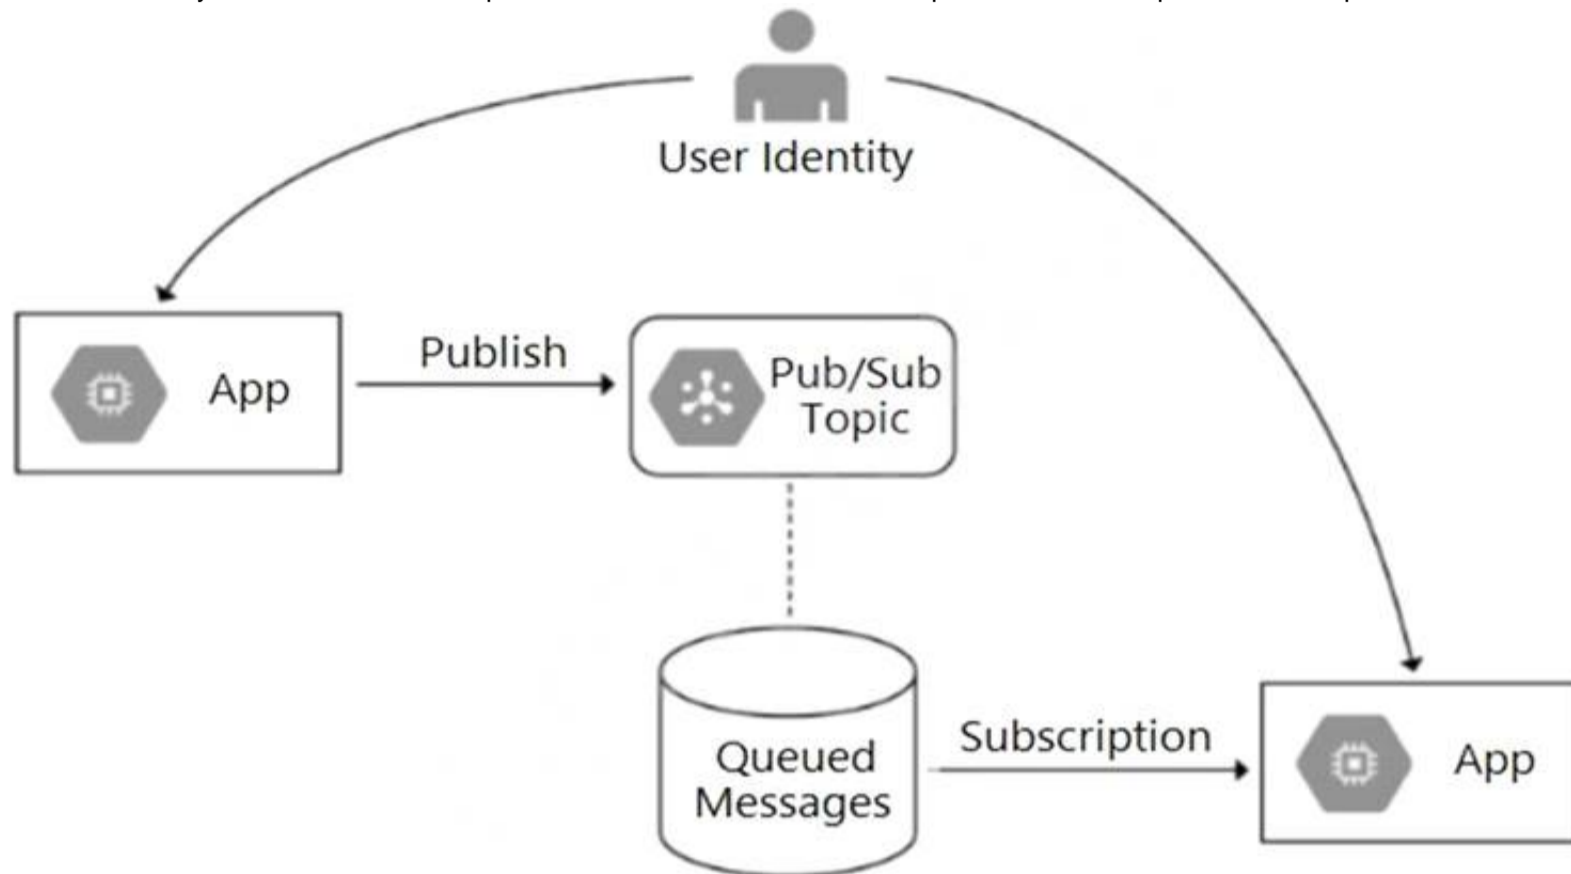 User Identity
App
Publish
Pub/Sub
Topic
Queued
Messages
Subscription
App